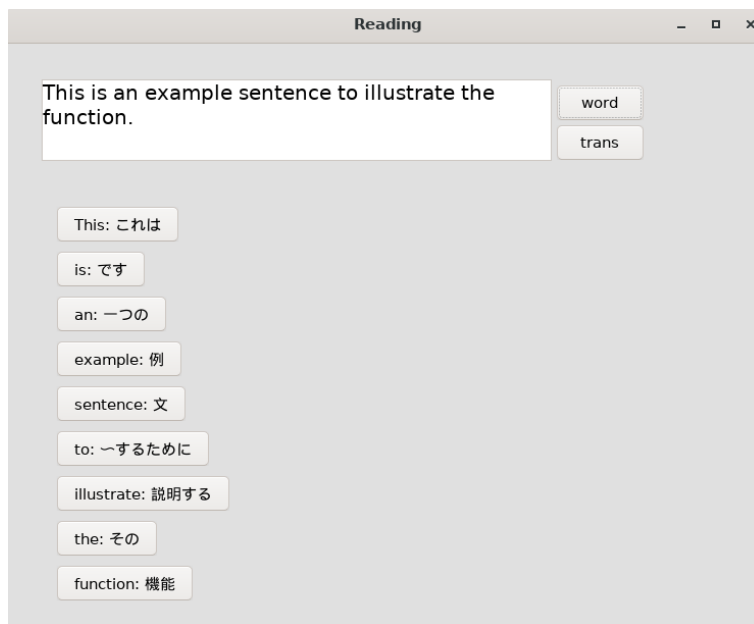 Reading
This is an example sentence to illustrate the
function.
word
trans
This: これは
is: です
an: 一つの
example: 例
sentence: 文
to: 〜するために
illustrate: 説明する
the: その
function: 機能